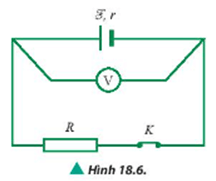 ℰ, r
V
R K
▲ Hình 18.6.